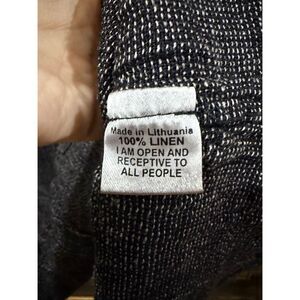 Made in Lithuania
100% LINEN
I AM OPEN AND
RECEPTIVE TO
ALL PEOPLE